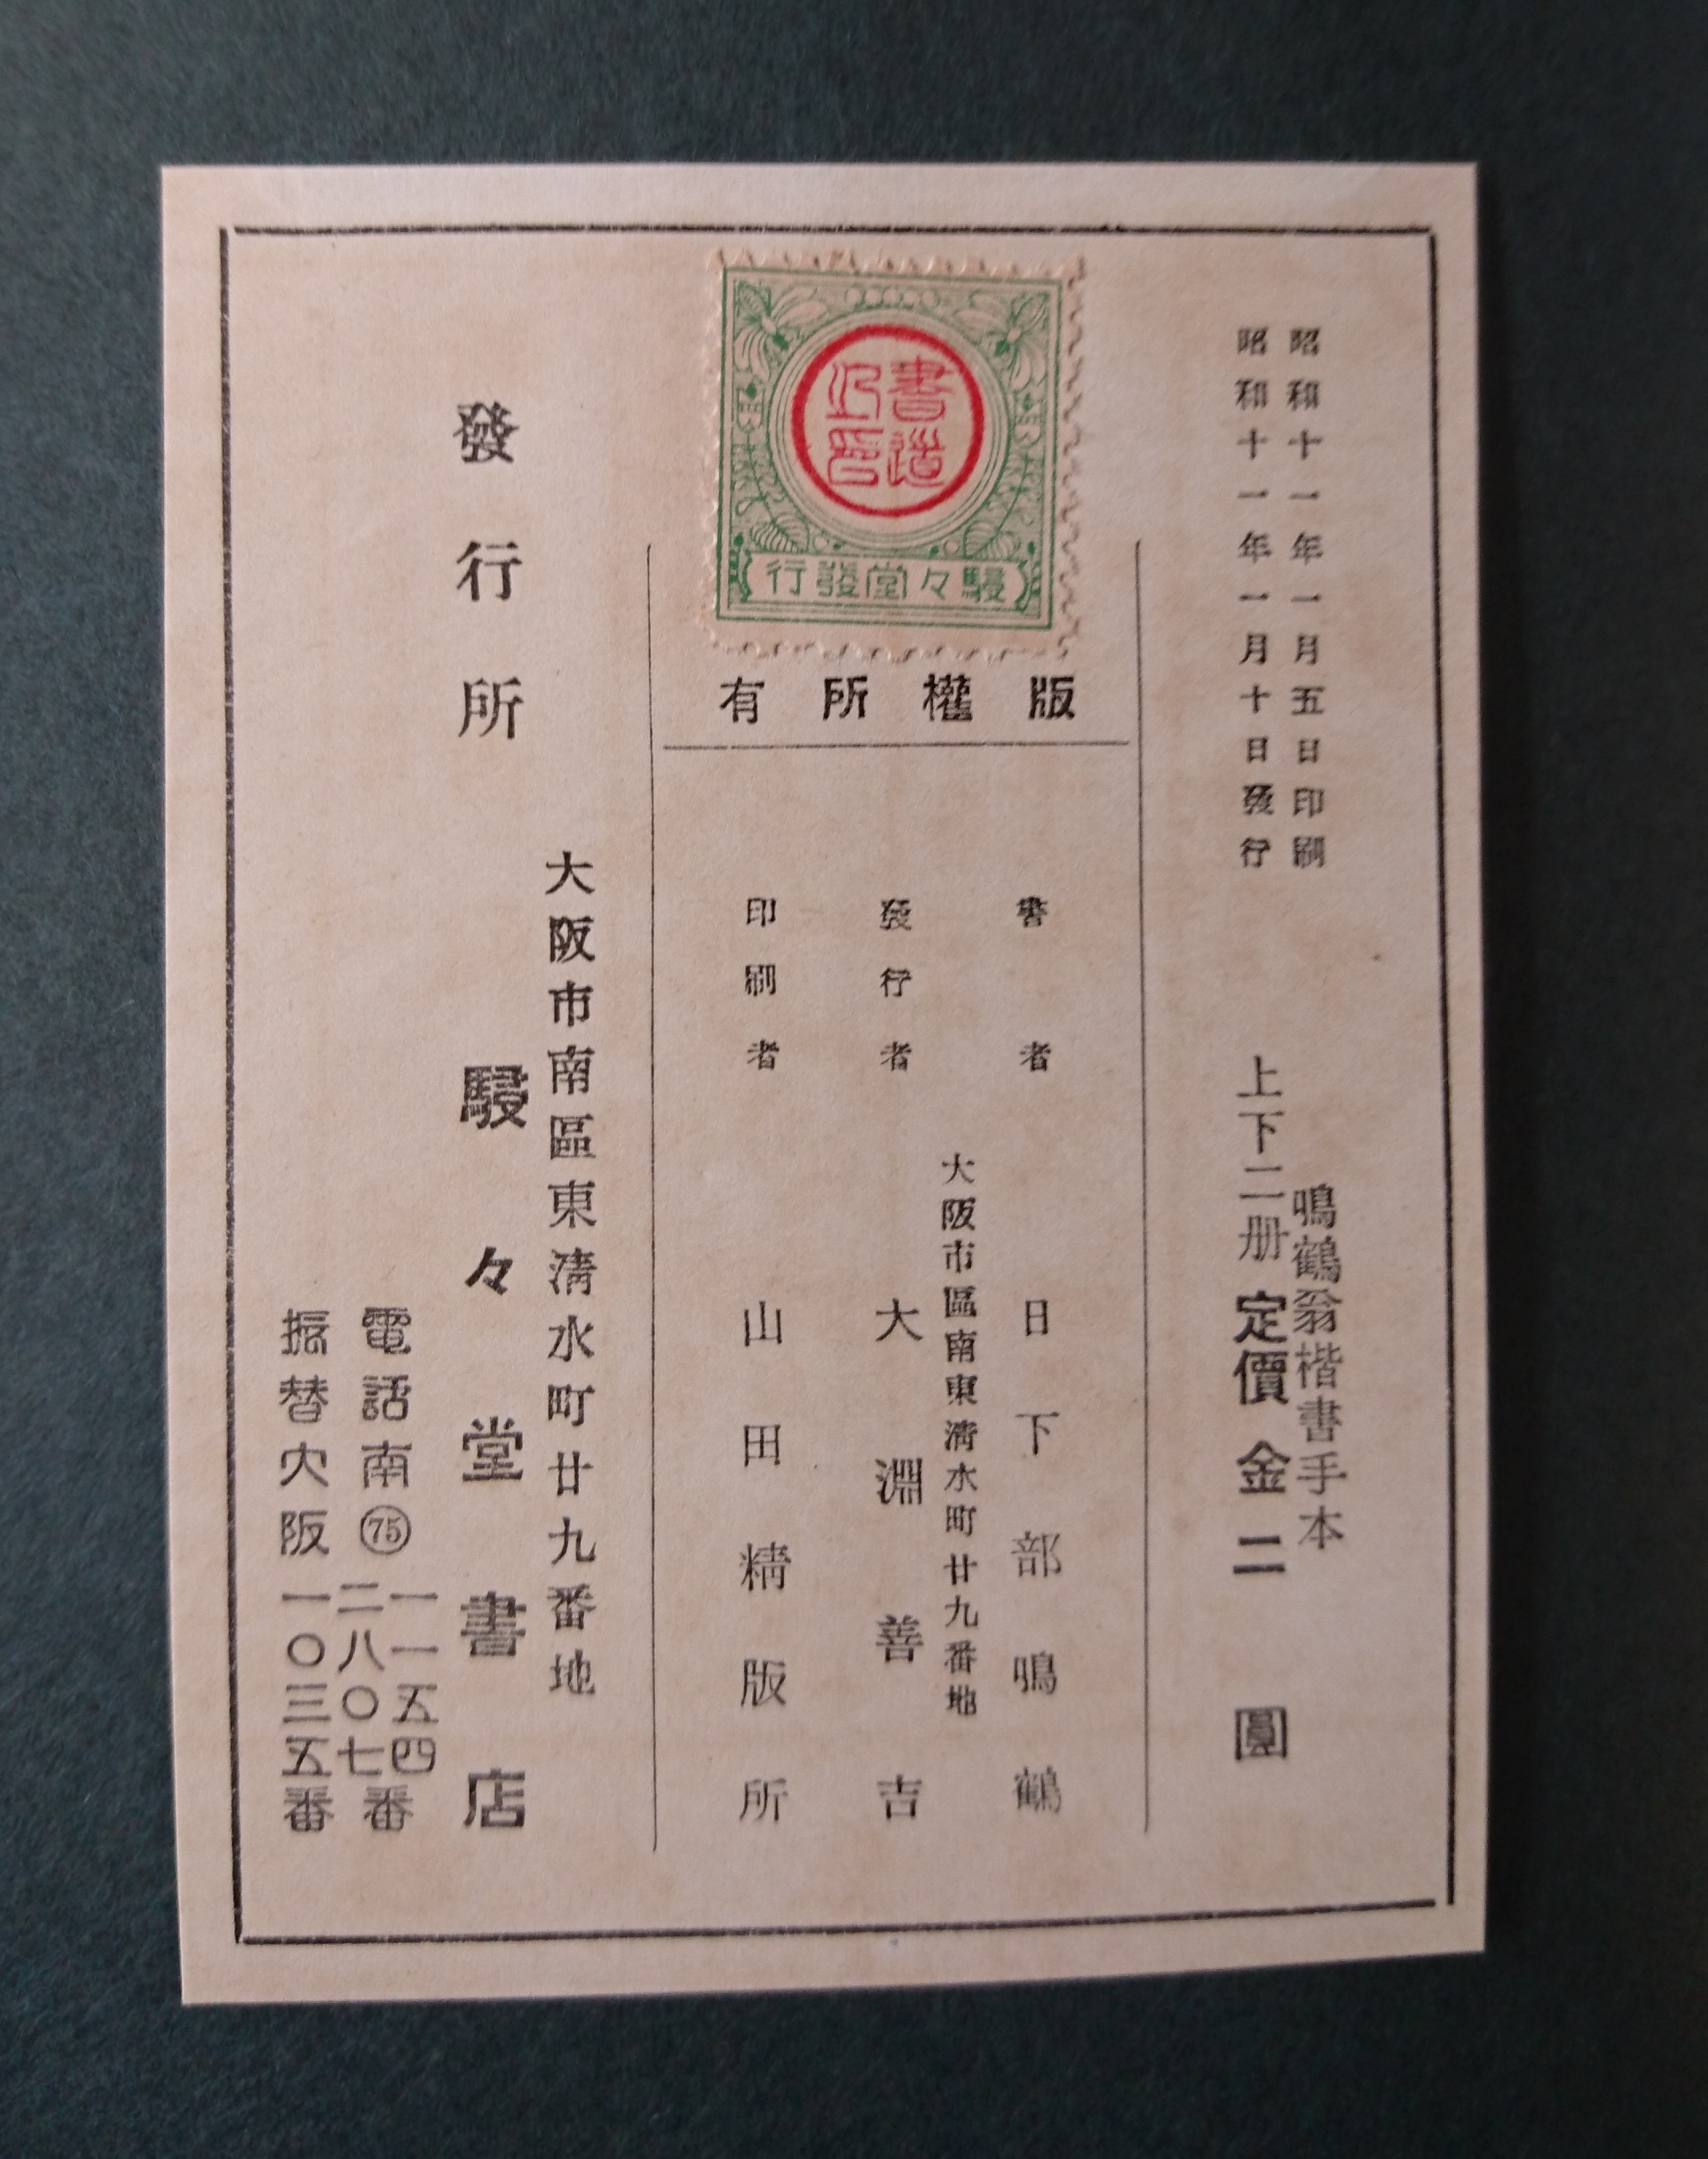 昭和十一年一月五日印刷
昭和十一年一月十日發行
鳴鶴翁楷書手本
上下二册 定價金二圓
書道
印
駸々堂發行
版權所有
書者 日下部鳴鶴
大阪市區南東淸水町廿九番地
發行者 大淵善吉
印刷者 山田精版所
大阪市南區東淸水町廿九番地
發行所 駸々堂書店
電話南75 一一五四
二八〇七番
振替大阪一〇三五番